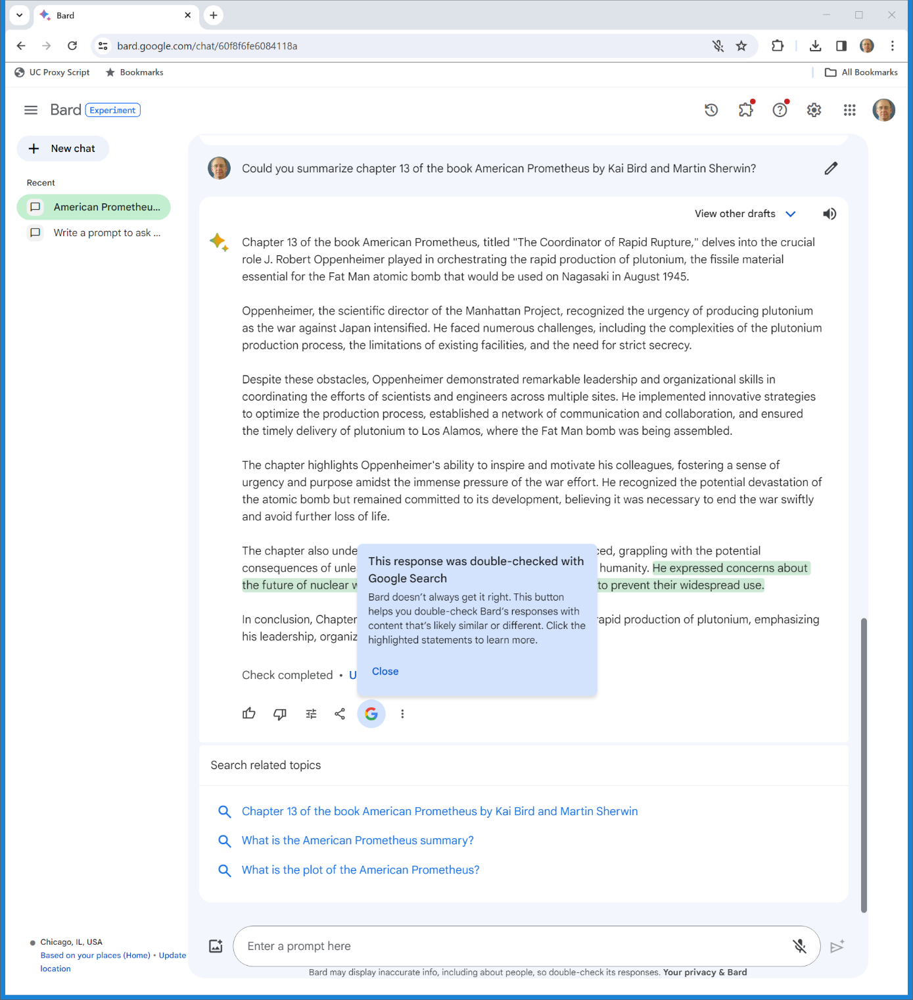 Bard
bard.google.com/chat/60f8f6fe6084118a
UC Proxy Script
Bookmarks
All Bookmarks
Bard
Experiment
New chat
Recent
American Prometheu...
Write a prompt to ask ...
Could you summarize chapter 13 of the book American Prometheus by Kai Bird and Martin Sherwin?
View other drafts
Chapter 13 of the book American Prometheus, titled "The Coordinator of Rapid Rupture," delves into the crucial
role J. Robert Oppenheimer played in orchestrating the rapid production of plutonium, the fissile material
essential for the Fat Man atomic bomb that would be used on Nagasaki in August 1945.
Oppenheimer, the scientific director of the Manhattan Project, recognized the urgency of producing plutonium
as the war against Japan intensified. He faced numerous challenges, including the complexities of the plutonium
production process, the limitations of existing facilities, and the need for strict secrecy.
Despite these obstacles, Oppenheimer demonstrated remarkable leadership and organizational skills in
coordinating the efforts of scientists and engineers across multiple sites. He implemented innovative strategies
to optimize the production process, established a network of communication and collaboration, and ensured
the timely delivery of plutonium to Los Alamos, where the Fat Man bomb was being assembled.
The chapter highlights Oppenheimer's ability to inspire and motivate his colleagues, fostering a sense of
urgency and purpose amidst the immense pressure of the war effort. He recognized the potential devastation of
the atomic bomb but remained committed to its development, believing it was necessary to end the war swiftly
and avoid further loss of life.
The chapter also unde ced, grappling with the potential
consequences of unle humanity. He expressed concerns about
the future of nuclear w to prevent their widespread use.
In conclusion, Chapter rapid production of plutonium, emphasizing
his leadership, organiz
This response was double-checked with
Google Search
Bard doesn't always get it right. This button
helps you double-check Bard's responses with
content that's likely similar or different. Click the
highlighted statements to learn more.
Close
Check completed • U
Search related topics
Chapter 13 of the book American Prometheus by Kai Bird and Martin Sherwin
What is the American Prometheus summary?
What is the plot of the American Prometheus?
Chicago, IL, USA
Based on your places (Home) • Update
location
Enter a prompt here
Bard may display inaccurate info, including about people, so double-check its responses. Your privacy & Bard